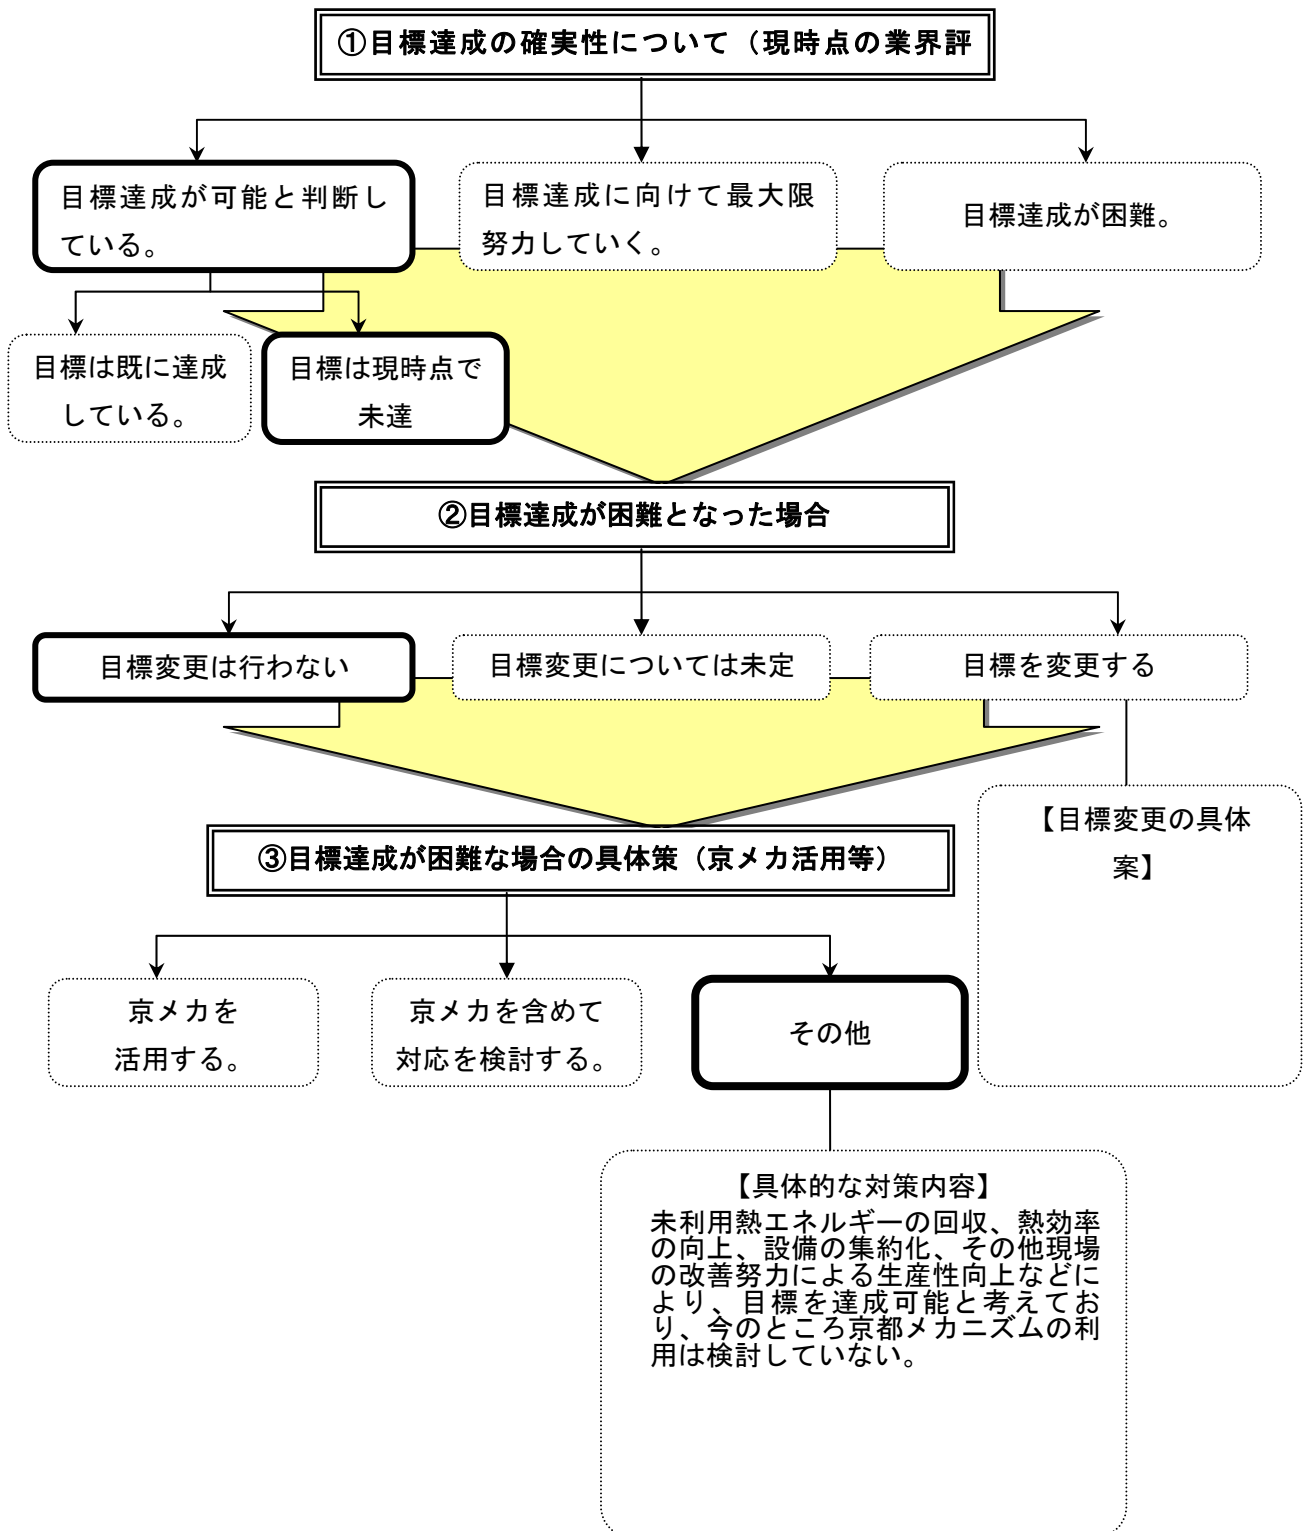 ①目標達成の確実性について（現時点の業界評
目標達成が可能と判断し
ている。
目標達成に向けて最大限
努力していく。
目標達成が困難。
目標は既に達成
している。
目標は現時点で
未達
②目標達成が困難となった場合
目標変更は行わない
目標変更については未定
目標を変更する
【目標変更の具体
案】
③目標達成が困難な場合の具体策（京メカ活用等）
京メカを
活用する。
京メカを含めて
対応を検討する。
その他
【具体的な対策内容】
未利用熱エネルギーの回収、熱効率
の向上、設備の集約化、その他現場
の改善努力による生産性向上などに
より、目標を達成可能と考えてお
り、今のところ京都メカニズムの利
用は検討していない。